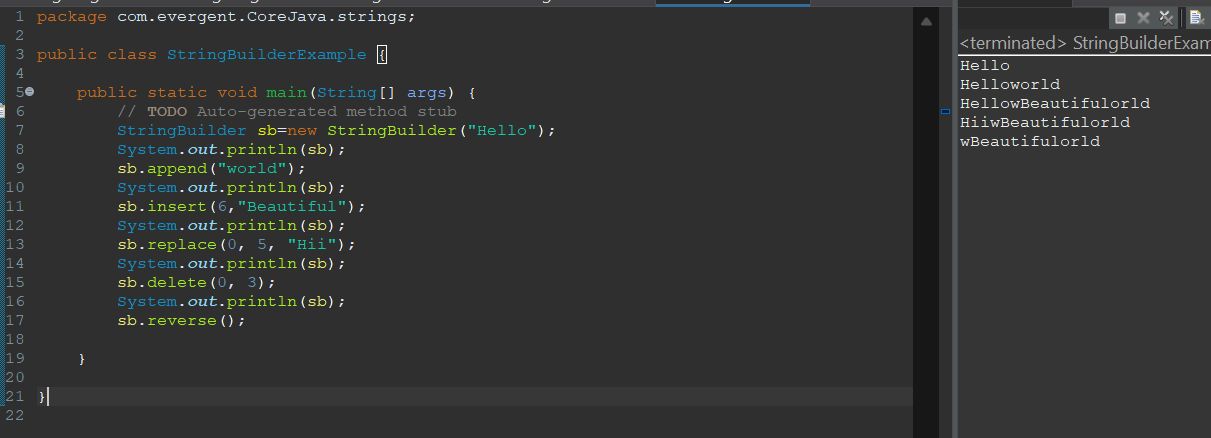 1 package com.evergent.CoreJava.strings;
2
3 public class StringBuilderExample {
4
5     public static void main(String[] args) {
6         // TODO Auto-generated method stub
7         StringBuilder sb=new StringBuilder("Hello");
8         System.out.println(sb);
9         sb.append("world");
10         System.out.println(sb);
11         sb.insert(6,"Beautiful");
12         System.out.println(sb);
13         sb.replace(0, 5, "Hii");
14         System.out.println(sb);
15         sb.delete(0, 3);
16         System.out.println(sb);
17         sb.reverse();
18
19     }
20
21 }
22
<terminated> StringBuilderExam
Hello
Helloworld
HellowBeautifulorld
HiiwBeautifulorld
wBeautifulorld